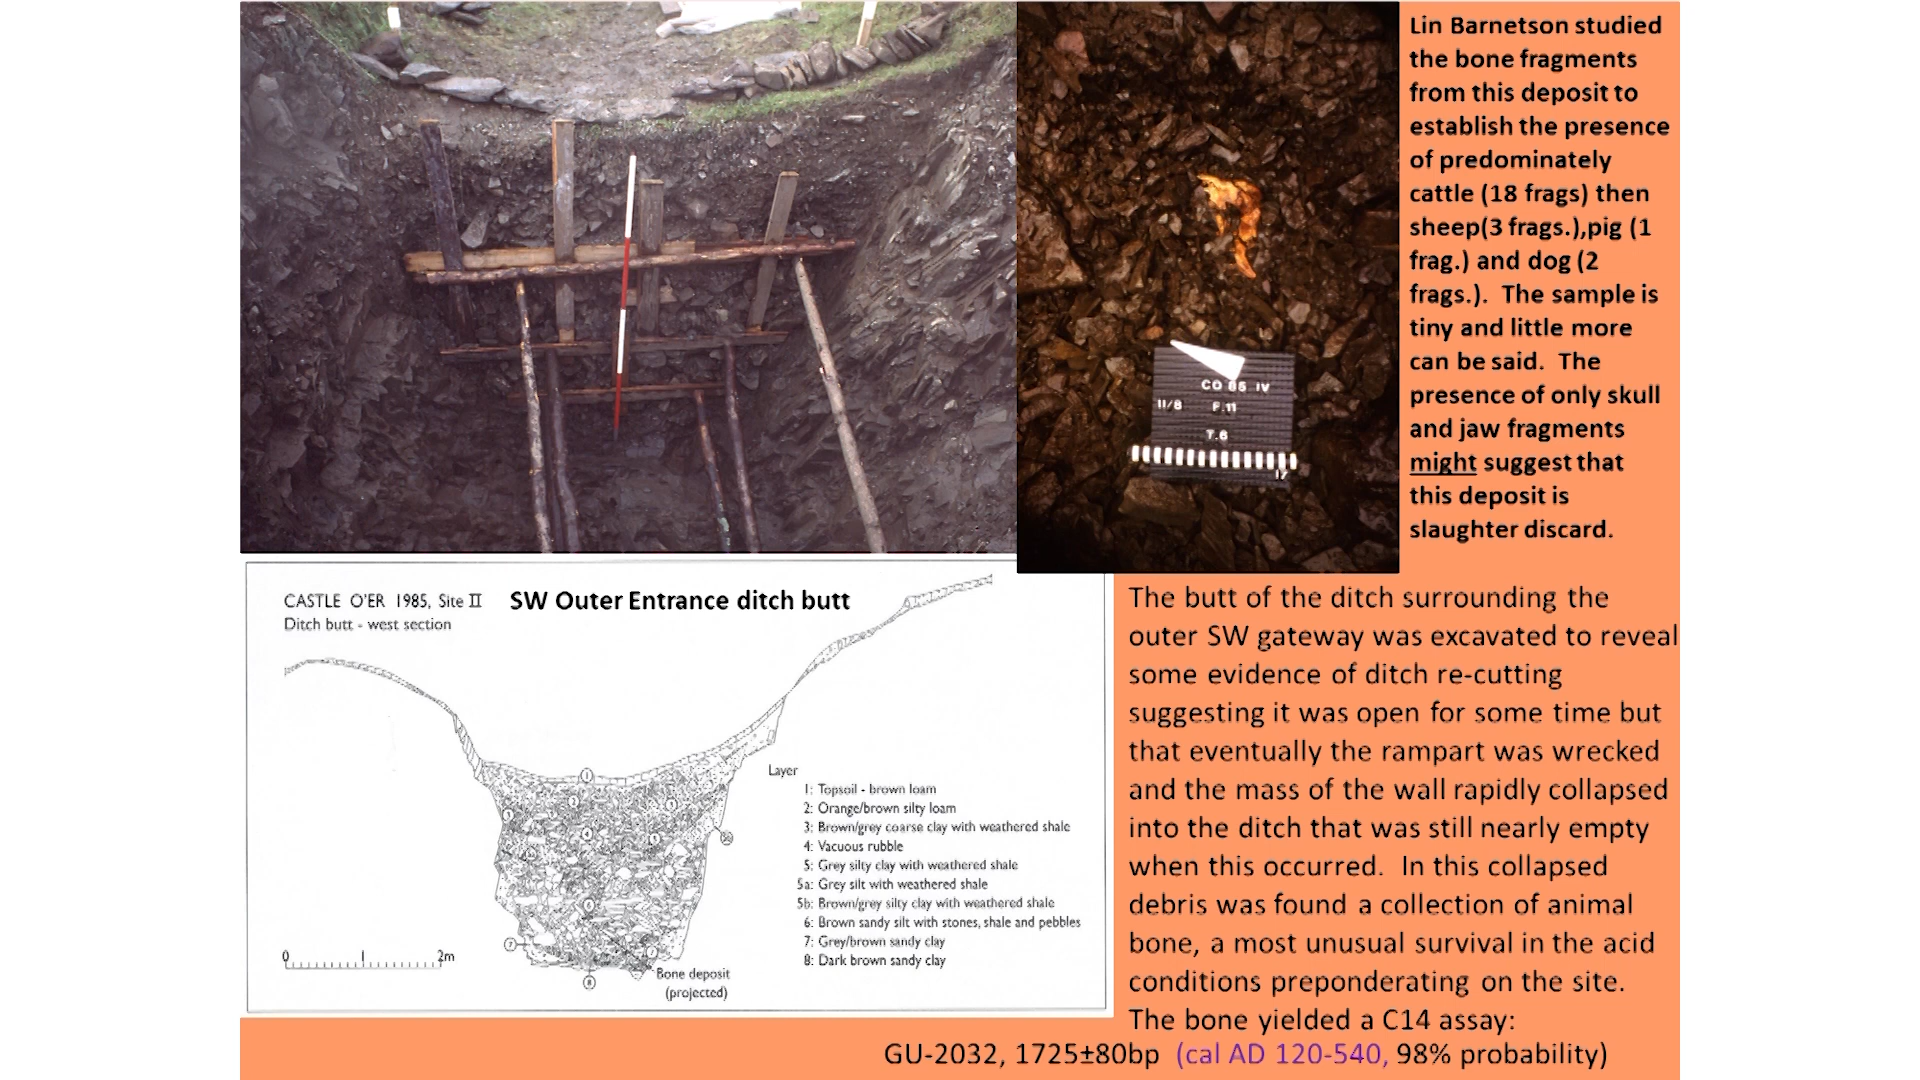 Lin Barnetson studied
the bone fragments
from this deposit to
establish the presence
of predominately
cattle (18 frags) then
sheep(3 frags.),pig (1
frag.) and dog (2
frags.).  The sample is
tiny and little more
can be said.  The
presence of only skull
and jaw fragments
might suggest that
this deposit is
slaughter discard.
CO 85 IV
II/8 F.11
T.6
CASTLE O'ER 1985, Site II
Ditch butt - west section
SW Outer Entrance ditch butt
Layer
1: Topsoil - brown loam
2: Orange/brown silty loam
3: Brown/grey coarse clay with weathered shale
4: Vacuous rubble
5: Grey silty clay with weathered shale
5a: Grey silt with weathered shale
5b: Brown/grey silty clay with weathered shale
6: Brown sandy silt with stones, shale and pebbles
7: Grey/brown sandy clay
8: Dark brown sandy clay
0 1 2m
Bone deposit
(projected)
The butt of the ditch surrounding the
outer SW gateway was excavated to reveal
some evidence of ditch re-cutting
suggesting it was open for some time but
that eventually the rampart was wrecked
and the mass of the wall rapidly collapsed
into the ditch that was still nearly empty
when this occurred.  In this collapsed
debris was found a collection of animal
bone, a most unusual survival in the acid
conditions preponderating on the site.
The bone yielded a C14 assay:
GU-2032, 1725±80bp  (cal AD 120-540, 98% probability)